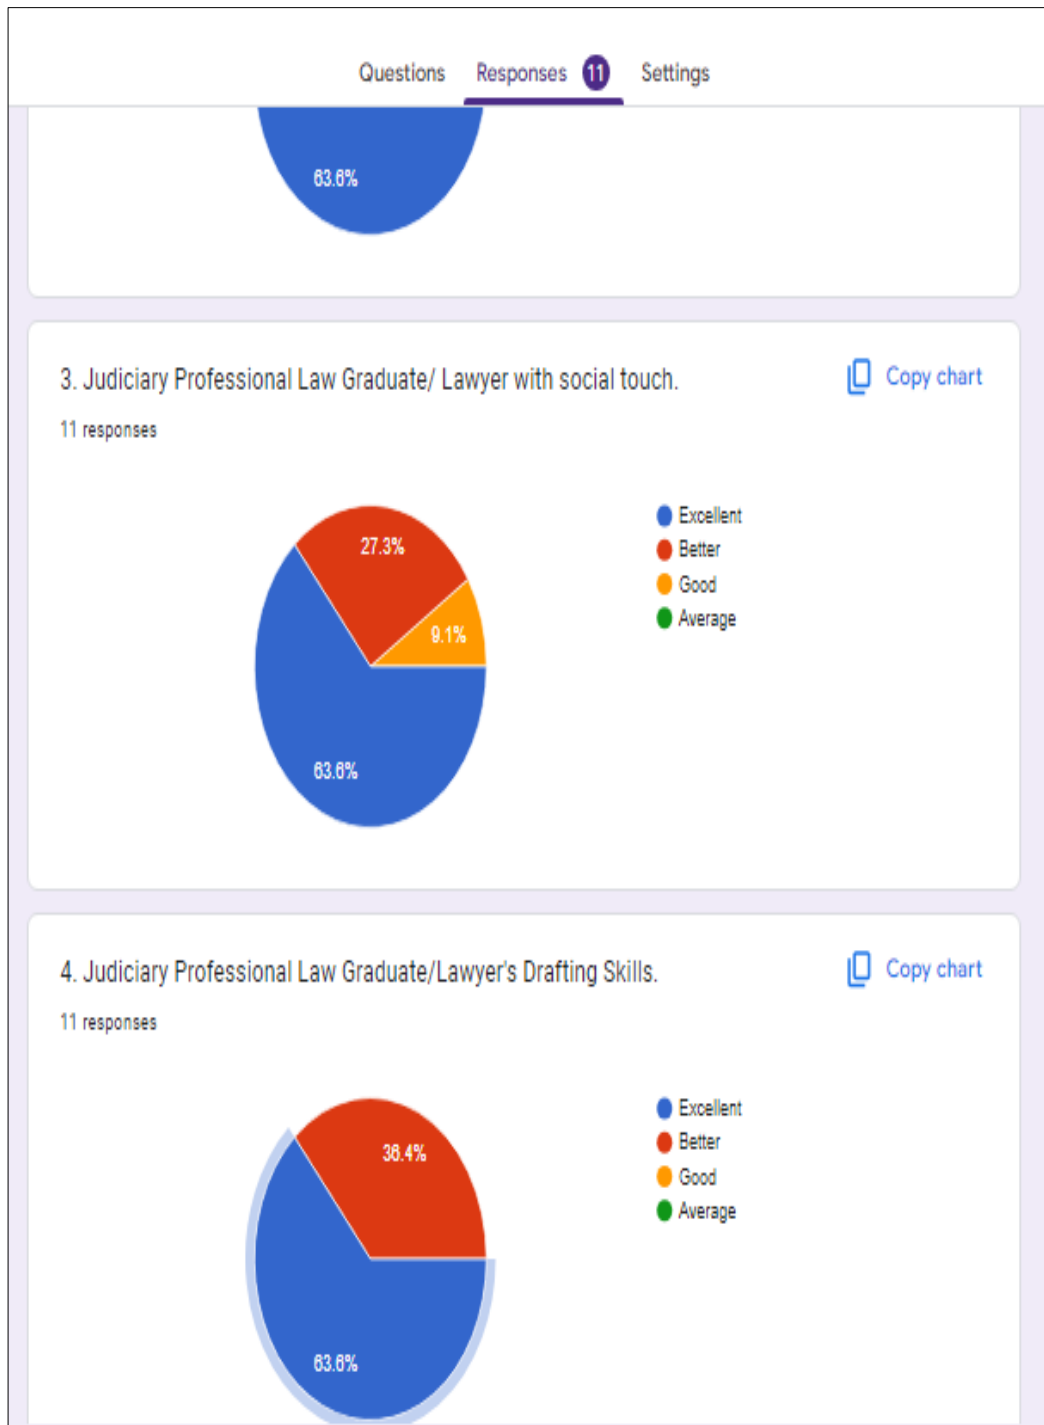 Questions Responses 11 Settings
63.6%
3. Judiciary Professional Law Graduate/ Lawyer with social touch.
Copy chart
11 responses
27.3%
9.1%
63.6%
Excellent
Better
Good
Average
4. Judiciary Professional Law Graduate/Lawyer's Drafting Skills.
Copy chart
11 responses
36.4%
63.6%
Excellent
Better
Good
Average